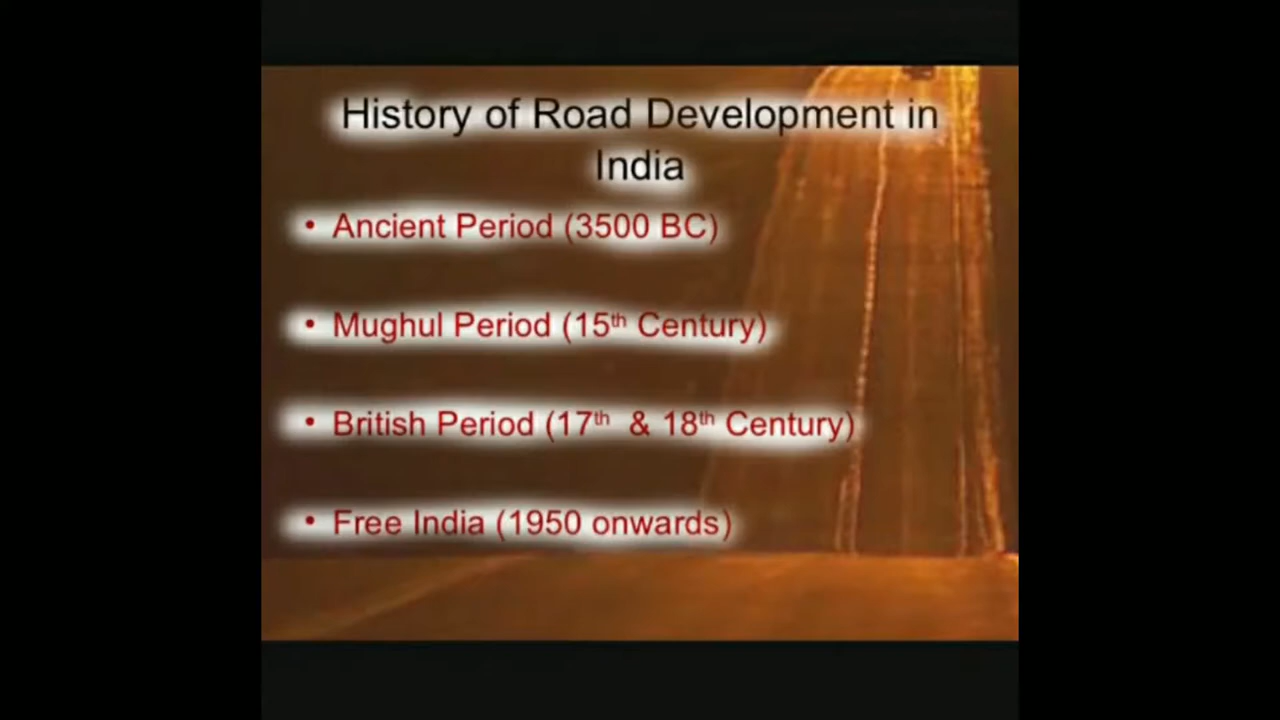 History of Road Development in
India
• Ancient Period (3500 BC)
• Mughul Period (15th Century)
• British Period (17th & 18th Century)
• Free India (1950 onwards)